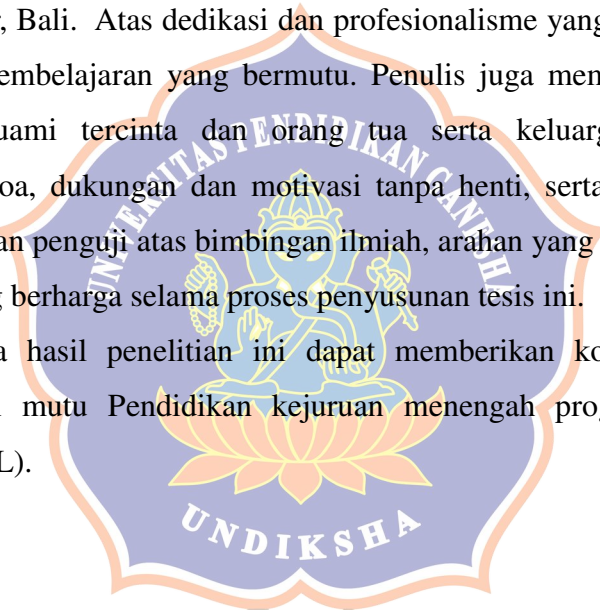 , Bali. Atas dedikasi dan profesionalisme yang
embelajaran yang bermutu. Penulis juga men
uami tercinta dan orang tua serta keluarg
oa, dukungan dan motivasi tanpa henti, serta
an penguji atas bimbingan ilmiah, arahan yang
berharga selama proses penyusunan tesis ini.
a hasil penelitian ini dapat memberikan ko
mutu Pendidikan kejuruan menengah prog
L).
UNIVERSITAS PENDIDIKAN GANESHA
UNDIKSHA